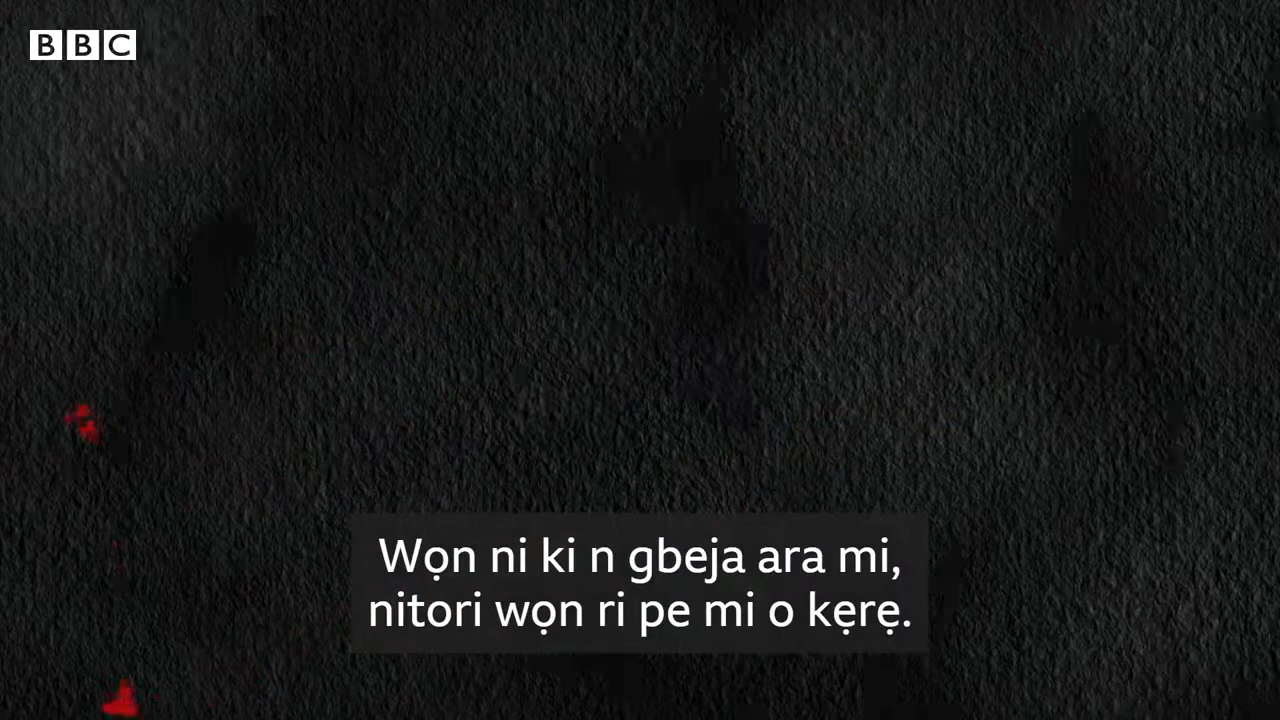 BBC
Wọn ni ki n gbeja ara mi,
nitori wọn ri pe mi o kẹrẹ.